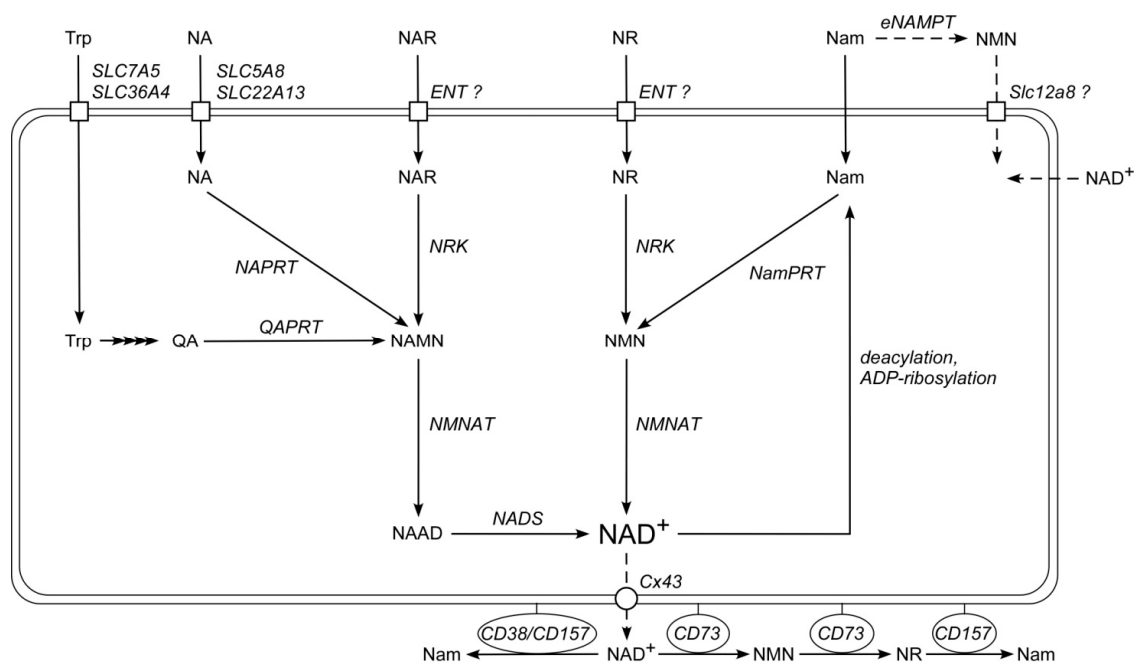 Trp NA NAR NR Nam eNAMPT NMN
SLC7A5
SLC36A4
SLC5A8
SLC22A13
ENT ?
ENT ?
Slc12a8 ?
NA NAR NR Nam NAD+
NAPRT
NRK
NRK
NamPRT
Trp QA QAPRT NAMN NMN
deacylation,
ADP-ribosylation
NMNAT
NMNAT
NAAD NADS NAD+
Cx43
CD38/CD157 CD73 CD73 CD157
Nam NAD+ NMN NR Nam